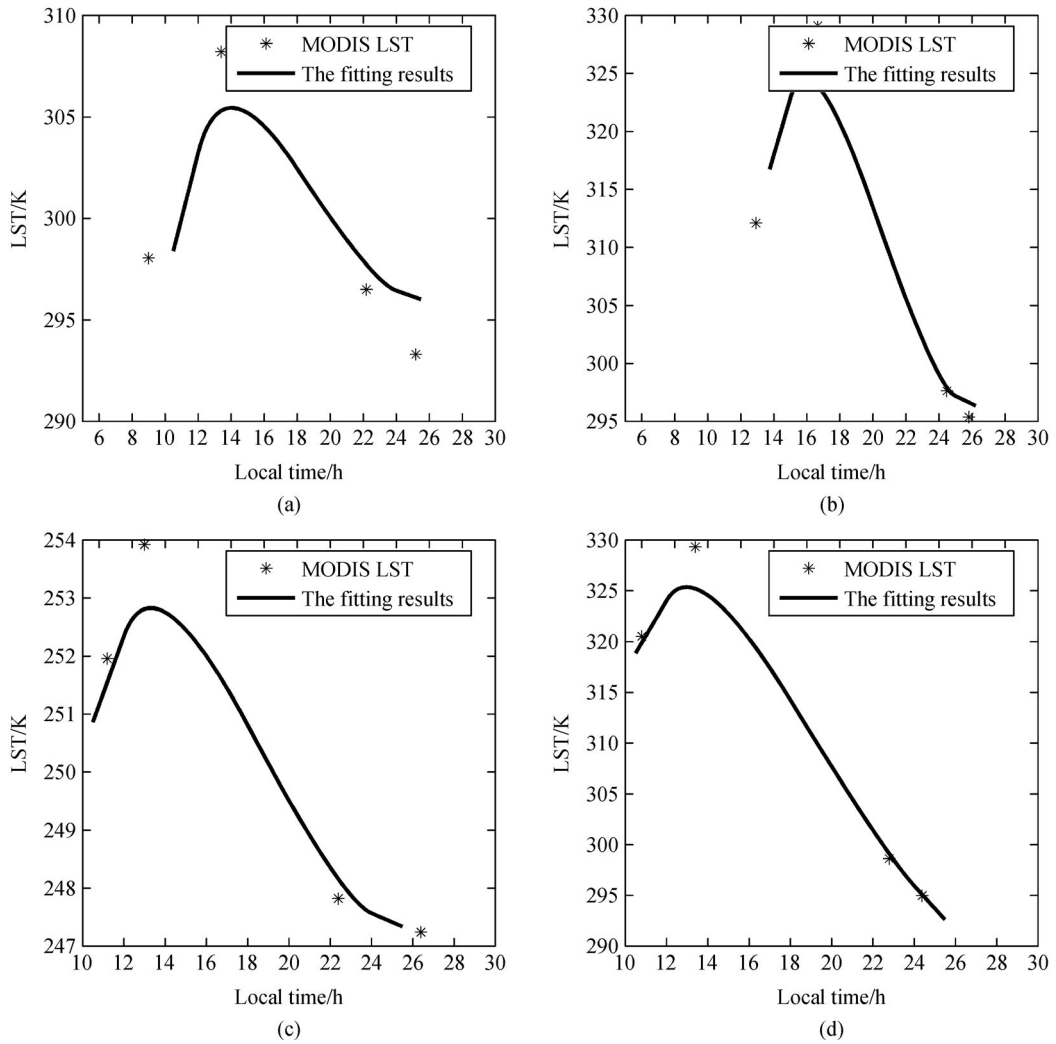 310
305
300
295
290
LST/K
MODIS LST
The fitting results
6 8 10 12 14 16 18 20 22 24 26 28 30
Local time/h
(a)
330
325
320
315
310
305
300
295
LST/K
MODIS LST
The fitting results
6 8 10 12 14 16 18 20 22 24 26 28 30
Local time/h
(b)
254
253
252
251
250
249
248
247
LST/K
MODIS LST
The fitting results
10 12 14 16 18 20 22 24 26 28 30
Local time/h
(c)
330
325
320
315
310
305
300
295
290
LST/K
MODIS LST
The fitting results
10 12 14 16 18 20 22 24 26 28 30
Local time/h
(d)